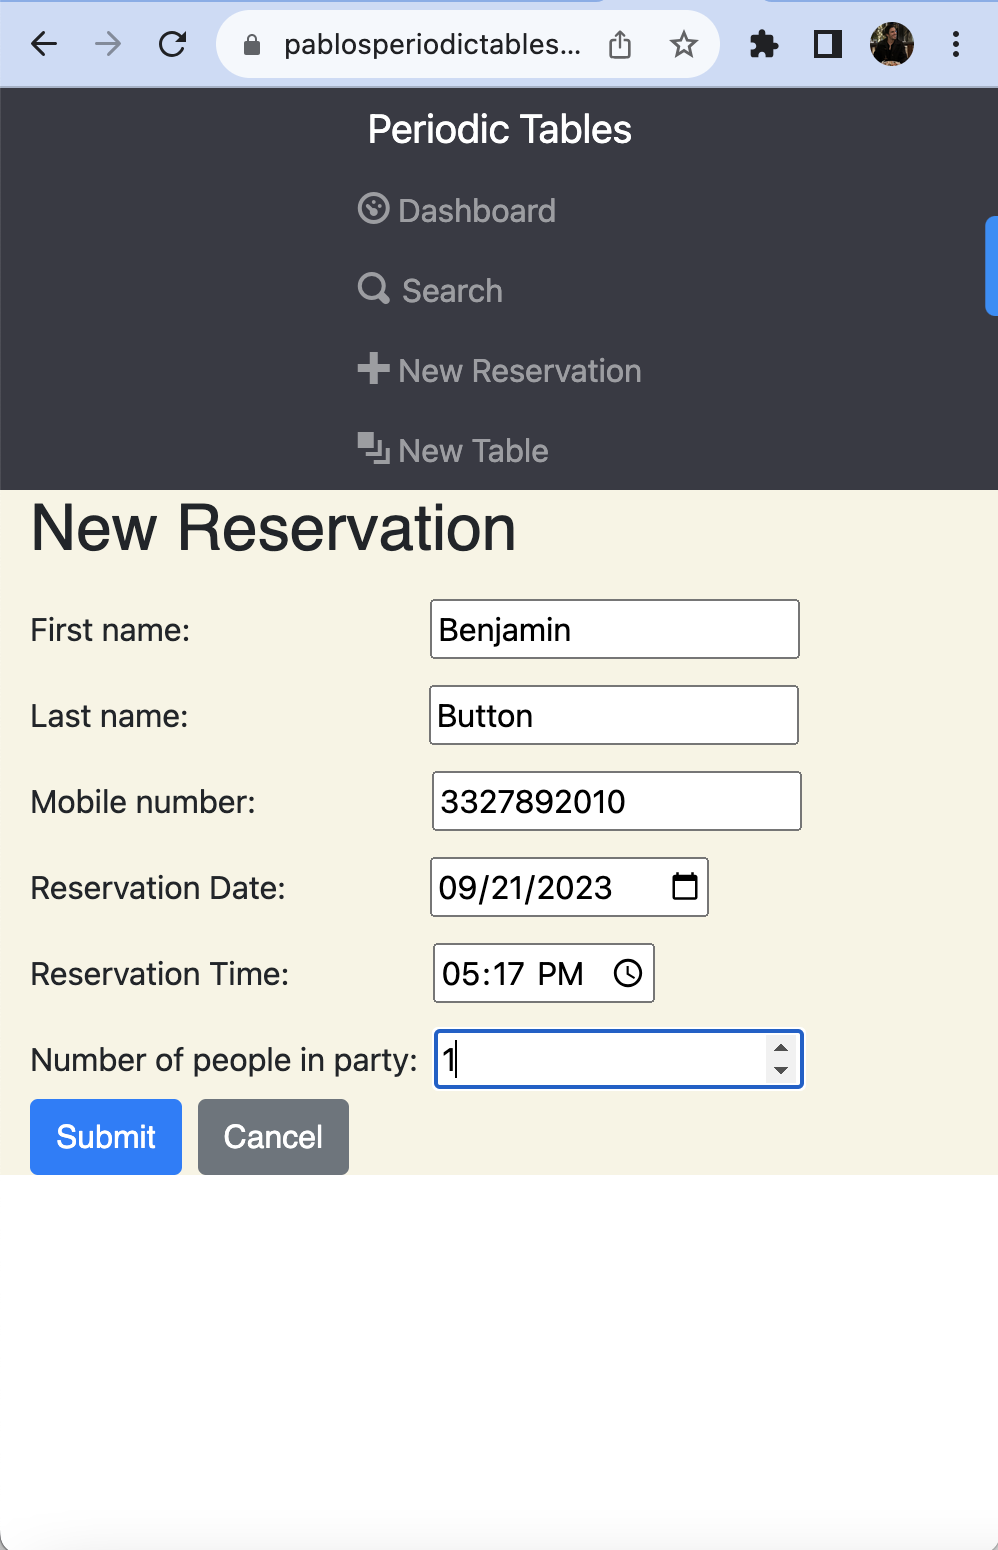 pablosperiodictables...
Periodic Tables
Dashboard
Search
New Reservation
New Table
New Reservation
First name: Benjamin
Last name: Button
Mobile number: 3327892010
Reservation Date: 09/21/2023
Reservation Time: 05:17 PM
Number of people in party: 1
Submit Cancel